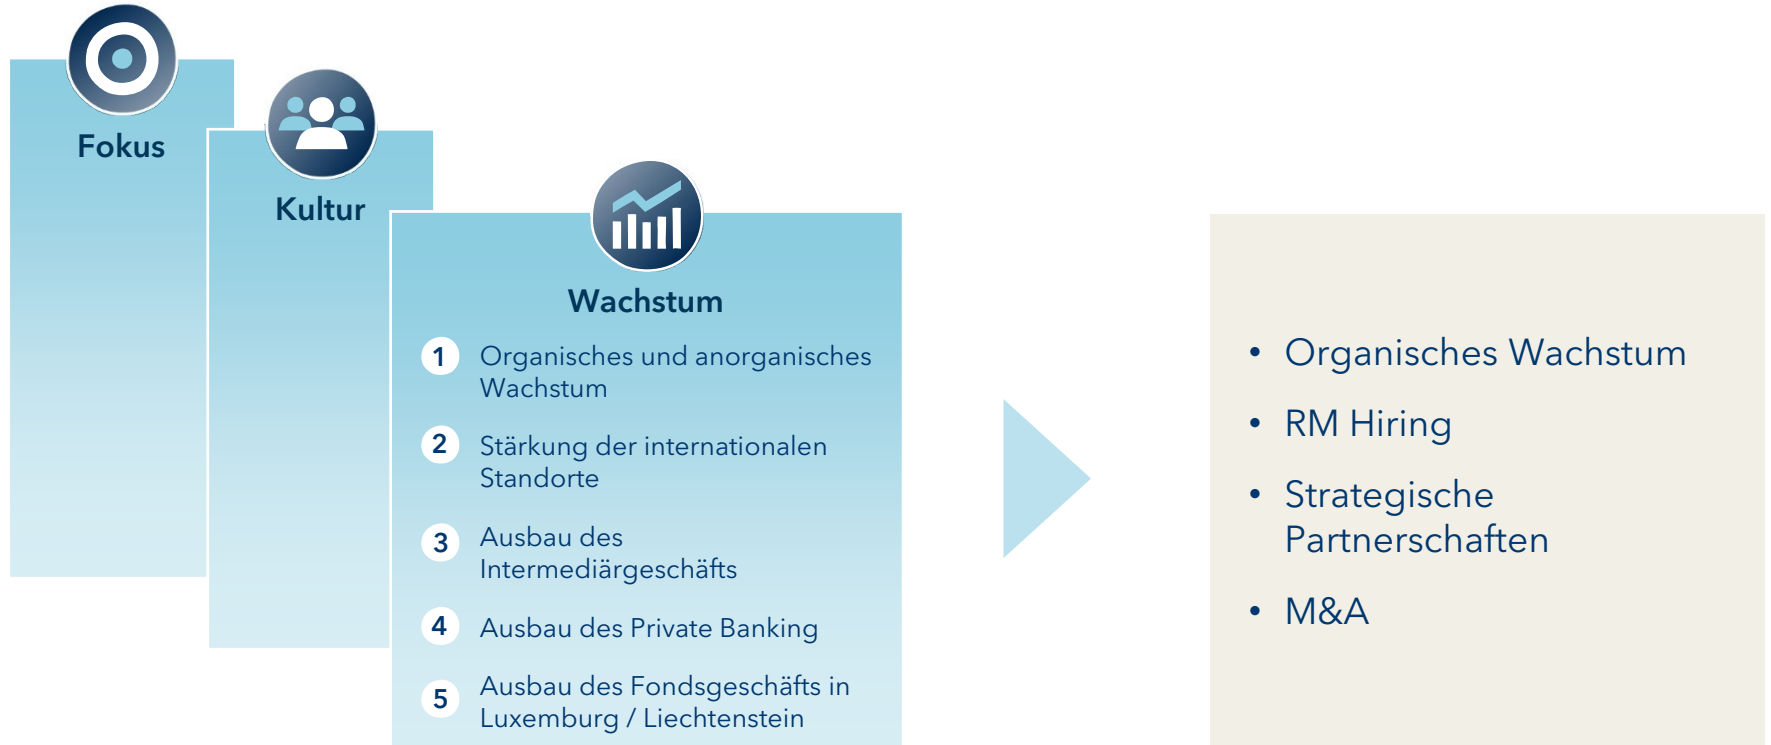 Fokus
Kultur
Wachstum
1 Organisches und anorganisches
Wachstum
2 Stärkung der internationalen
Standorte
3 Ausbau des
Intermediärgeschäfts
4 Ausbau des Private Banking
5 Ausbau des Fondsgeschäfts in
Luxemburg / Liechtenstein
• Organisches Wachstum
• RM Hiring
• Strategische
Partnerschaften
• M&A